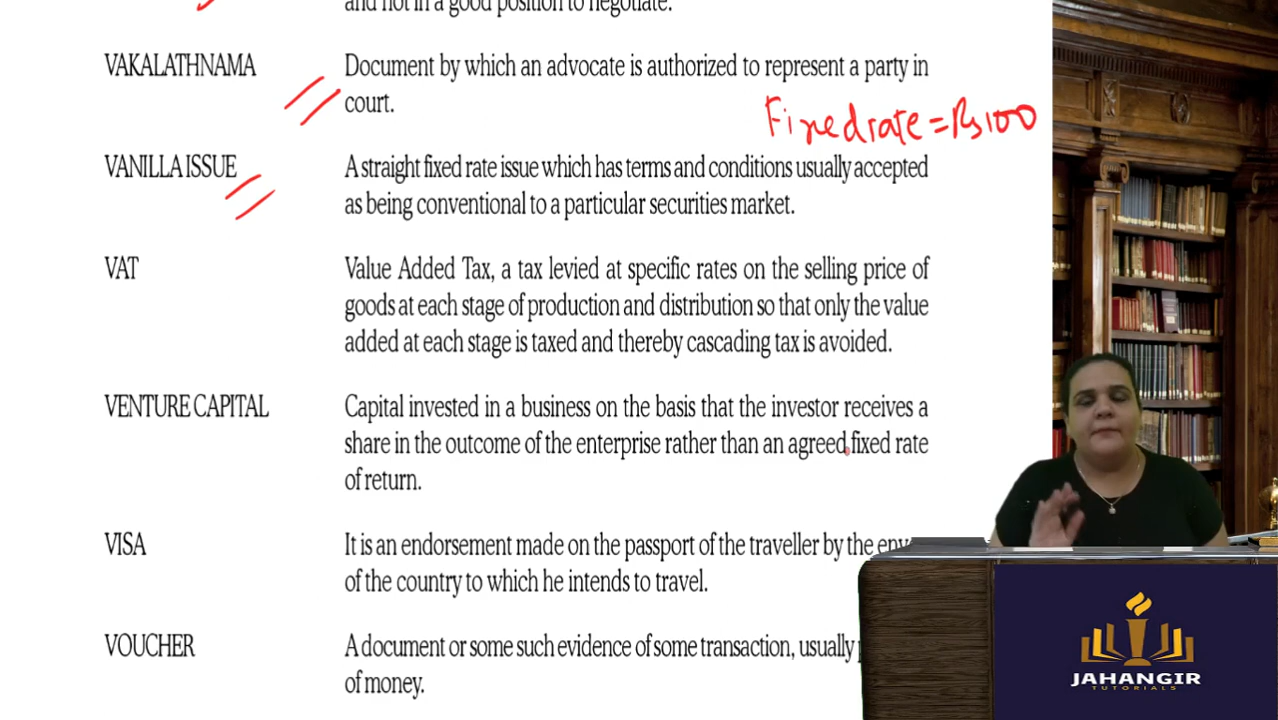 and not in a good position to negotiate.
VAKALATHNAMA Document by which an advocate is authorized to represent a party in
court.
Fixed rate = Rs 100
VANILLA ISSUE A straight fixed rate issue which has terms and conditions usually accepted
as being conventional to a particular securities market.
VAT Value Added Tax, a tax levied at specific rates on the selling price of
goods at each stage of production and distribution so that only the value
added at each stage is taxed and thereby cascading tax is avoided.
VENTURE CAPITAL Capital invested in a business on the basis that the investor receives a
share in the outcome of the enterprise rather than an agreed fixed rate
of return.
VISA It is an endorsement made on the passport of the traveller by the
of the country to which he intends to travel.
VOUCHER A document or some such evidence of some transaction, usually
of money.
JAHANGIR
TUTORIALS